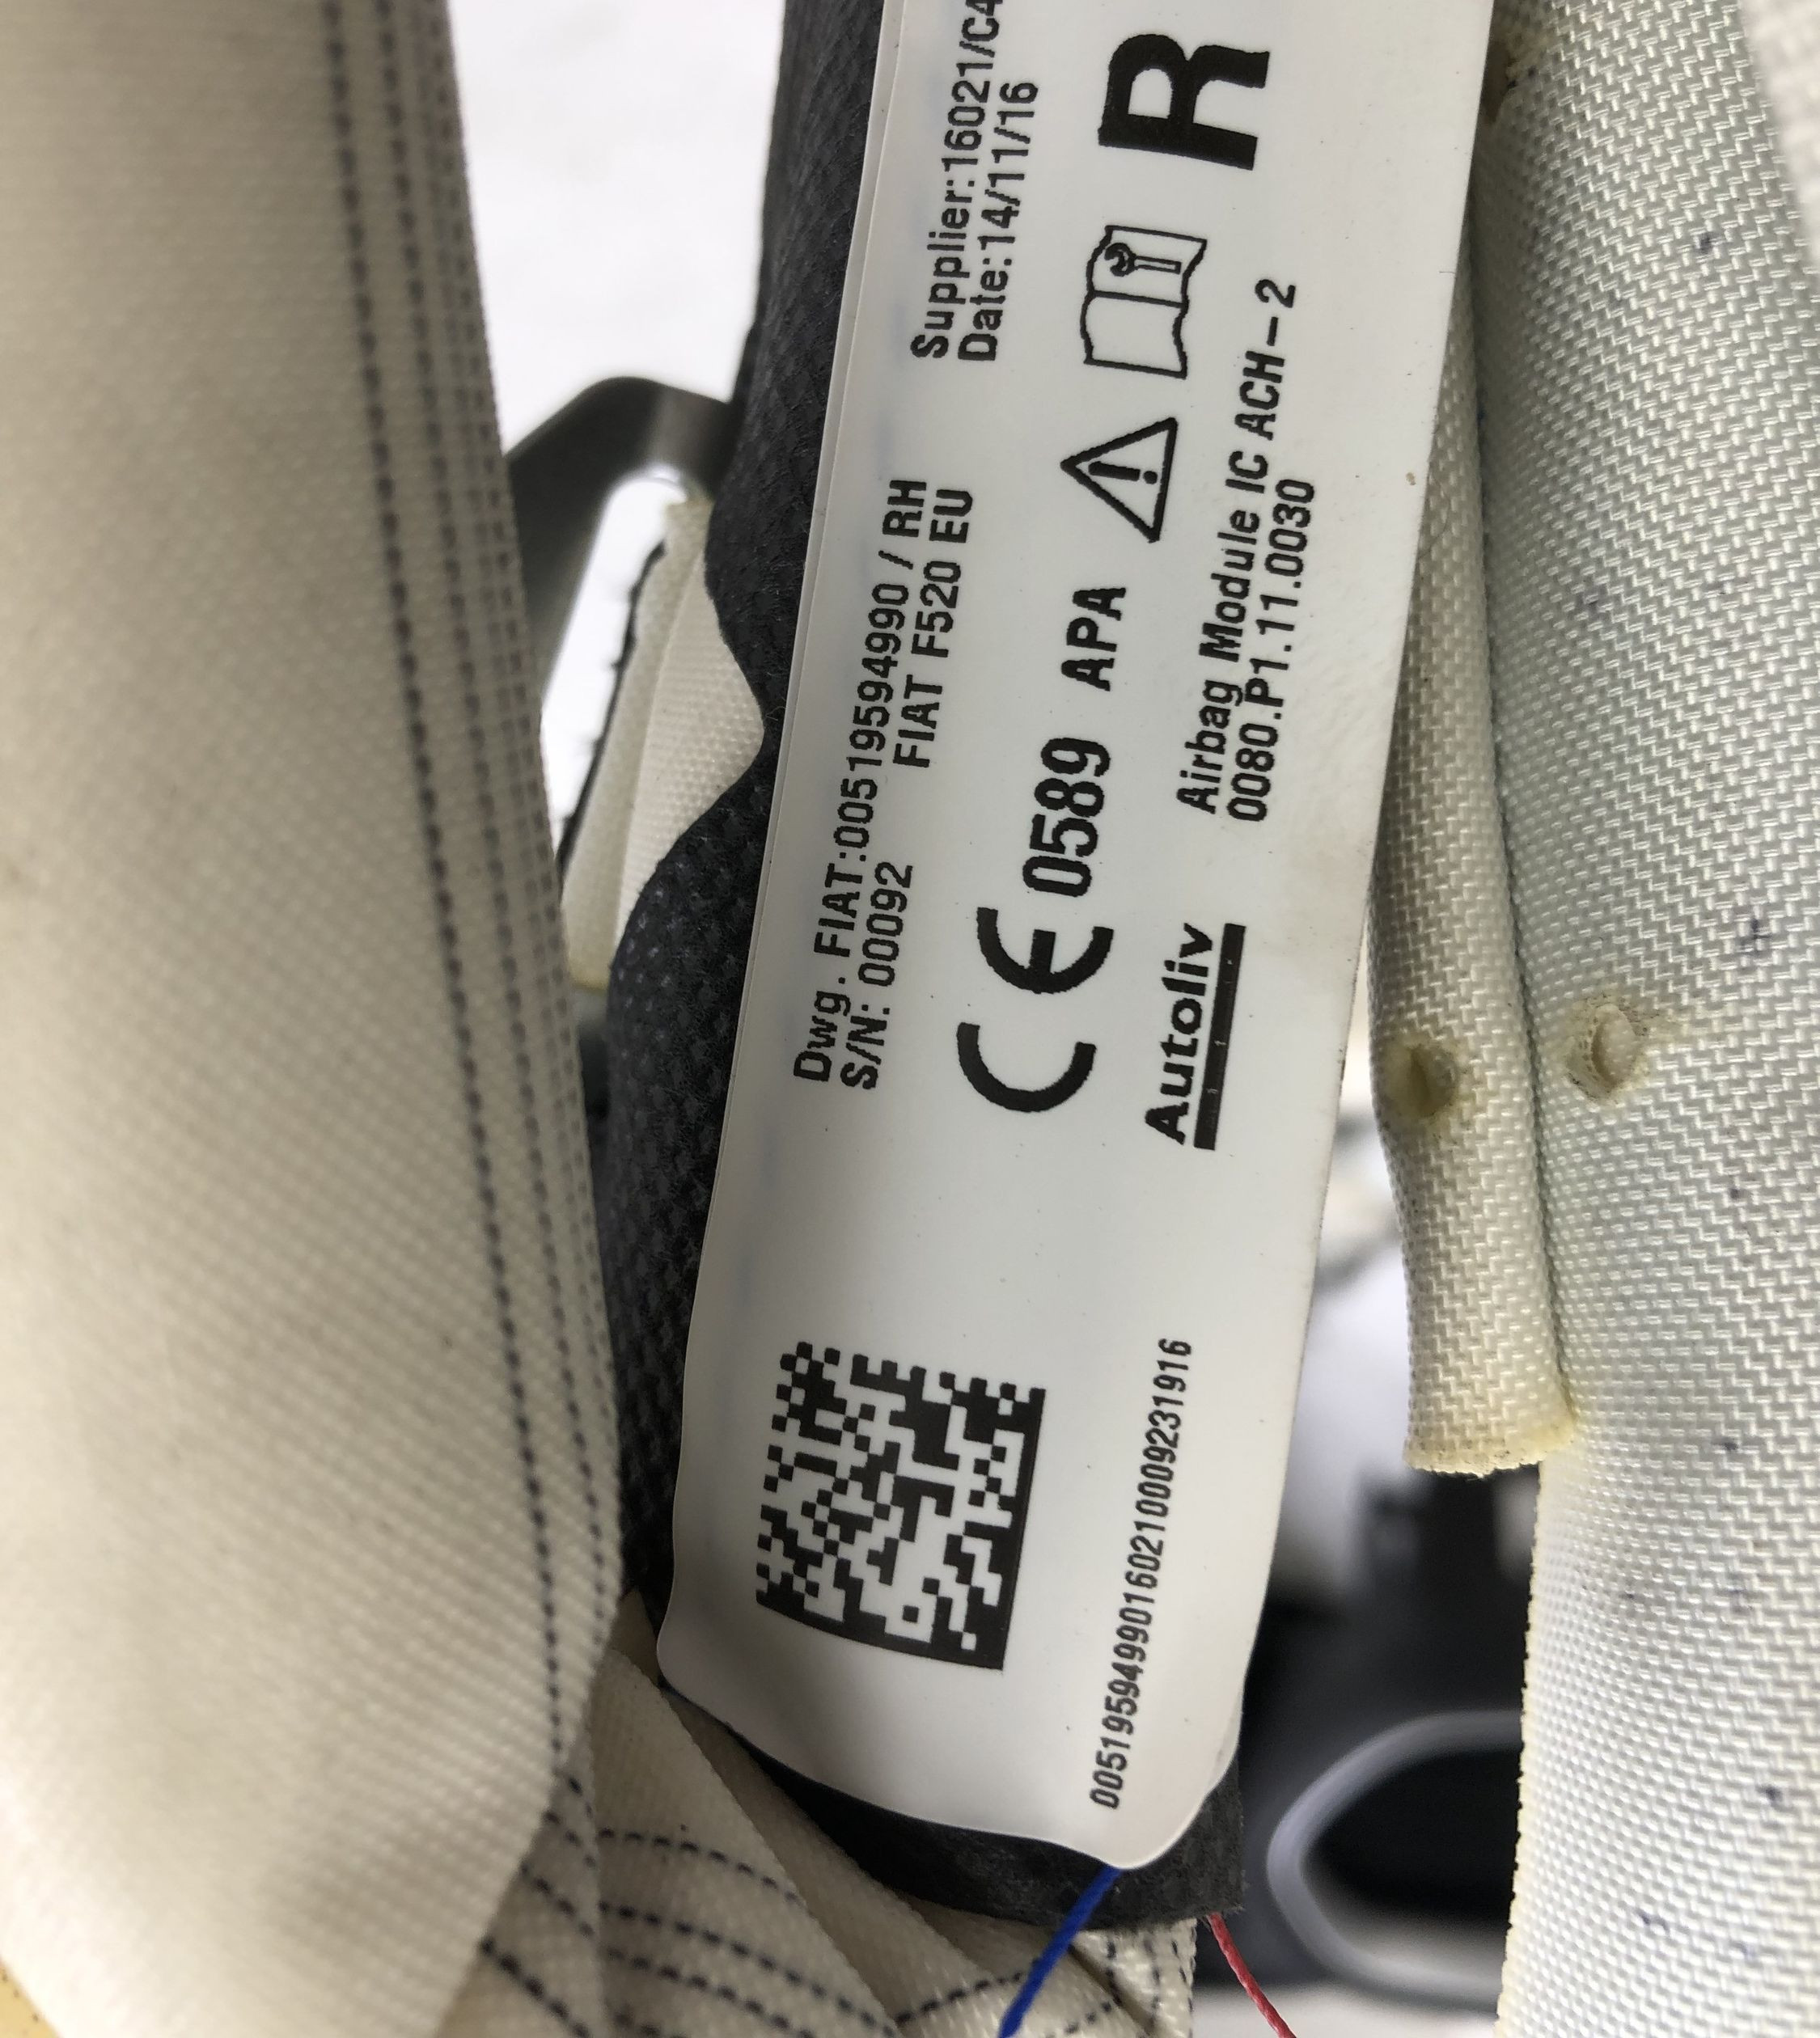 Dwg. FIAT:00519594990 / RH
S/N: 00092
FIAT F520 EU
Supplier:16021/C4
Date:14/11/16
CE 0589 APA
R
Autoliv
Airbag Module IC ACH-2
0080.P1.11.0030
005195949901602100009231916